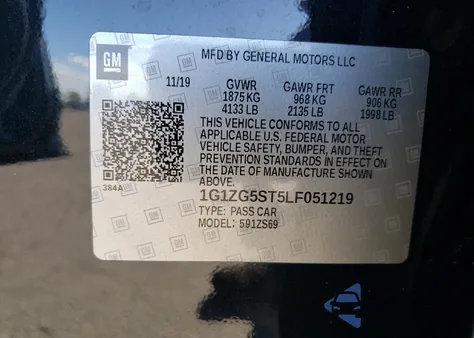 GM
MFD BY GENERAL MOTORS LLC
11/19 GVWR GAWR FRT GAWR RR
1875 KG 968 KG 906 KG
4133 LB 2135 LB 1998 LB
THIS VEHICLE CONFORMS TO ALL
APPLICABLE U.S. FEDERAL MOTOR
VEHICLE SAFETY, BUMPER, AND THEFT
PREVENTION STANDARDS IN EFFECT ON
THE DATE OF MANUFACTURE SHOWN
ABOVE.
384A
1G1ZG5ST5LF051219
TYPE: PASS CAR
MODEL: 591ZS69